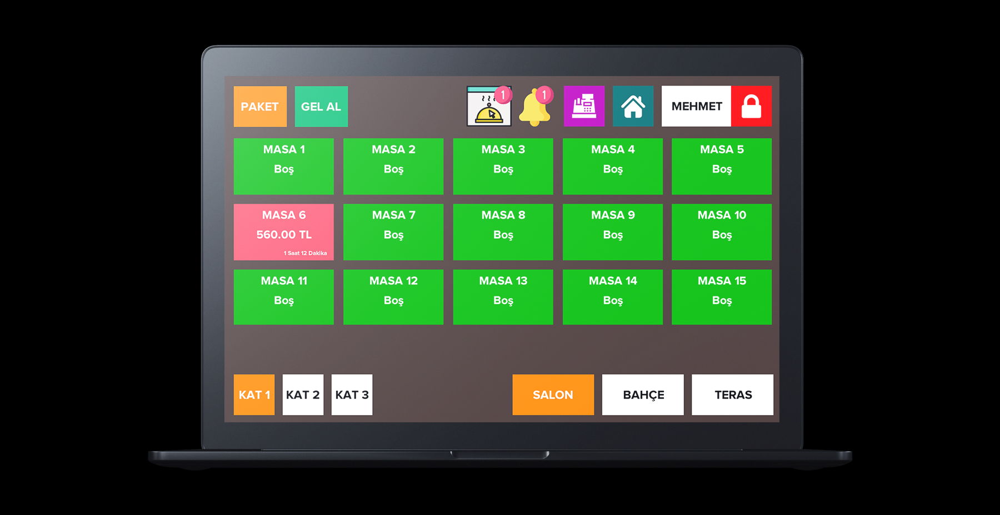 PAKET
GEL AL
1
1
MEHMET
MASA 1
Boş
MASA 2
Boş
MASA 3
Boş
MASA 4
Boş
MASA 5
Boş
MASA 6
560.00 TL
1 Saat 12 Dakika
MASA 7
Boş
MASA 8
Boş
MASA 9
Boş
MASA 10
Boş
MASA 11
Boş
MASA 12
Boş
MASA 13
Boş
MASA 14
Boş
MASA 15
Boş
KAT 1
KAT 2
KAT 3
SALON
BAHÇE
TERAS